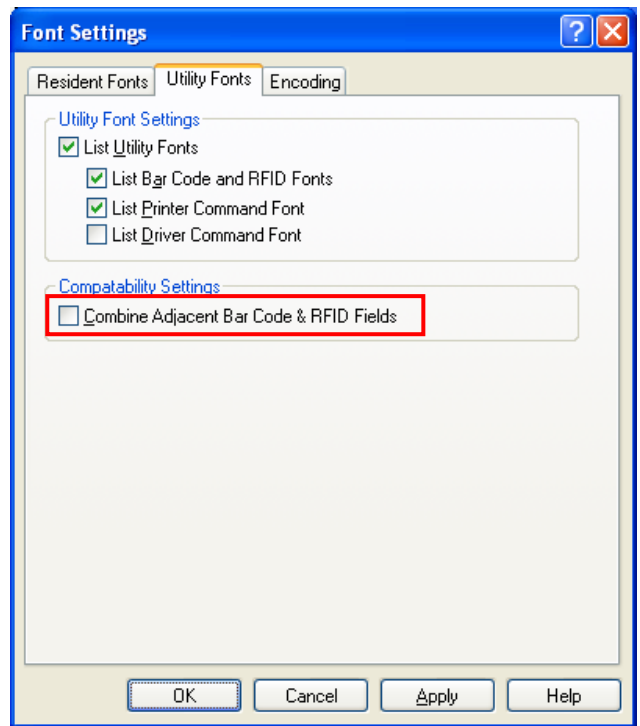 Font Settings
Resident Fonts Utility Fonts Encoding
Utility Font Settings
List Utility Fonts
List Bar Code and RFID Fonts
List Printer Command Font
List Driver Command Font
Compatability Settings
Combine Adjacent Bar Code & RFID Fields
OK Cancel Apply Help